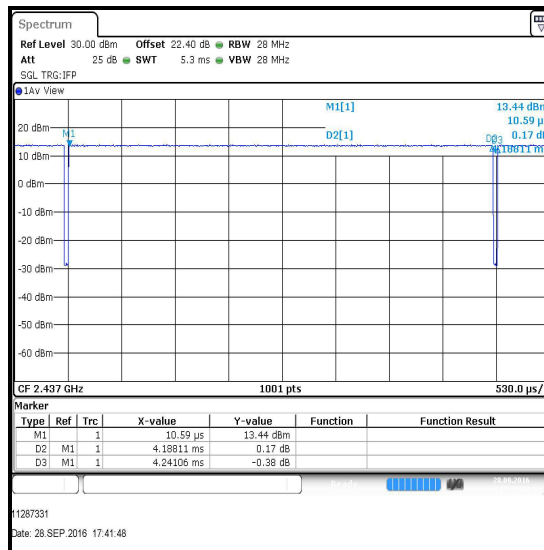 Spectrum
Ref Level 30.00 dBm Offset 22.40 dB RBW 28 MHz
Att 25 dB SWT 5.3 ms VBW 28 MHz
SGL TRG:IFP
1Av View
M1[1] 13.44 dBm
10.59 µs
D2[1] 0.17 dB
4.18811 ms
20 dBm
M1
D3
10 dBm
0 dBm
-10 dBm
-20 dBm
-30 dBm
-40 dBm
-50 dBm
-60 dBm
CF 2.437 GHz 1001 pts 530.0 µs/
Marker
Type Ref Trc X-value Y-value Function Function Result
M1 1 10.59 µs 13.44 dBm
D2 M1 1 4.18811 ms 0.17 dB
D3 M1 1 4.24106 ms -0.38 dB
Ready 28.09.2016
11287331
Date: 28.SEP.2016 17:41:48